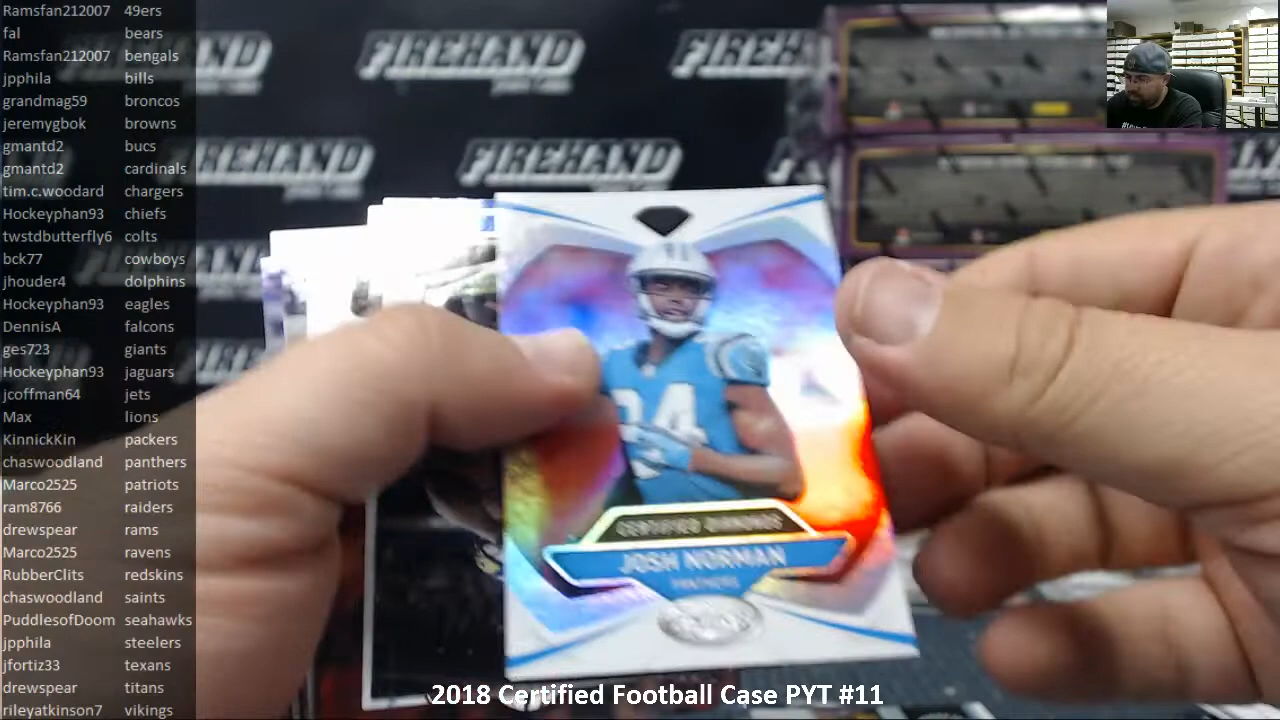 Ramsfan212007 49ers
fal bears
Ramsfan212007 bengals
jpphila bills
grandmag59 broncos
jeremygbok browns
gmantd2 bucs
gmantd2 cardinals
tim.c.woodard chargers
Hockeyphan93 chiefs
twstdbutterfly6 colts
bck77 cowboys
jhouder4 dolphins
Hockeyphan93 eagles
DennisA falcons
ges723 giants
Hockeyphan93 jaguars
jcoffman64 jets
Max lions
KinnickKin packers
chaswoodland panthers
Marco2525 patriots
ram8766 raiders
drewspear rams
Marco2525 ravens
RubberClits redskins
chaswoodland saints
PuddlesofDoom seahawks
jpphila steelers
jfortiz33 texans
drewspear titans
rileyatkinson7 vikings
FIREHAND
FIREHAND
FIREHAND
FIREHAND
CERTIFIED
JOSH NORMAN
PANTHERS
2018 Certified Football Case PYT #11